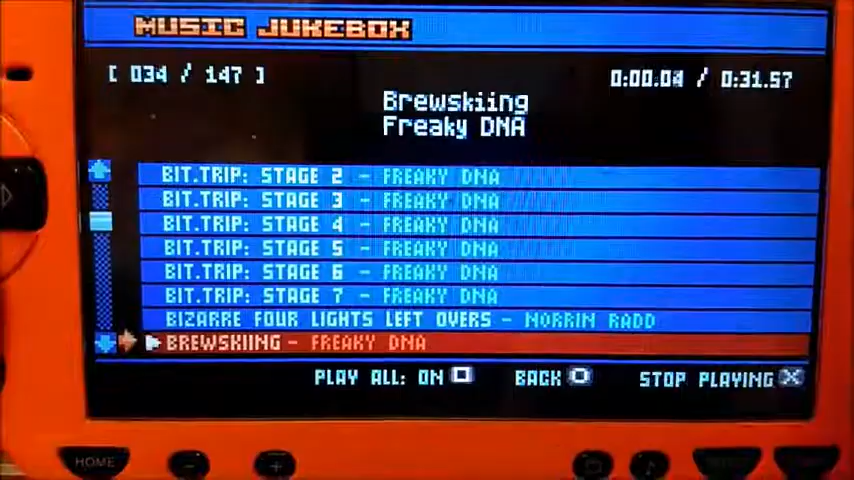 MUSIC JUKEBOX
[ 034 / 147 ]
0:00.04 / 0:31.57
Brewskiing
Freaky DNA
BIT.TRIP: STAGE 2 - FREAKY DNA
BIT.TRIP: STAGE 3 - FREAKY DNA
BIT.TRIP: STAGE 4 - FREAKY DNA
BIT.TRIP: STAGE 5 - FREAKY DNA
BIT.TRIP: STAGE 6 - FREAKY DNA
BIT.TRIP: STAGE 7 - FREAKY DNA
BIZARRE FOUR LIGHTS LEFT OVERS - NORRIN RADD
BREWSKIING - FREAKY DNA
PLAY ALL: ON BACK STOP PLAYING
HOME - +